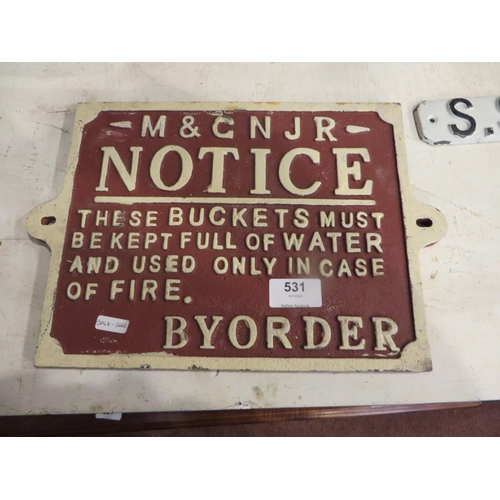 M & G N J R
NOTICE
THESE BUCKETS MUST
BE KEPT FULL OF WATER
AND USED ONLY IN CASE
OF FIRE.
BY ORDER
531
S.